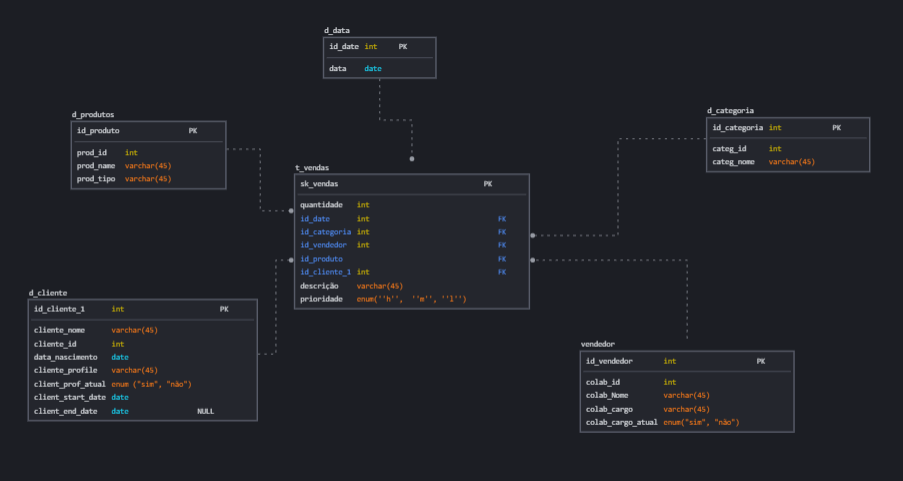 d_data
id_date int PK
data date
d_produtos
id_produto PK
prod_id int
prod_name varchar(45)
prod_tipo varchar(45)
d_categoria
id_categoria int PK
categ_id int
categ_nome varchar(45)
t_vendas
sk_vendas PK
quantidade int
id_date int FK
id_categoria int FK
id_vendedor int FK
id_produto FK
id_cliente_1 int FK
descrição varchar(45)
prioridade enum(''h'', ''m'', ''l'')
d_cliente
id_cliente_1 int PK
cliente_nome varchar(45)
cliente_id int
data_nascimento date
cliente_profile varchar(45)
client_prof_atual enum ("sim", "não")
client_start_date date
client_end_date date NULL
vendedor
id_vendedor int PK
colab_id int
colab_Nome varchar(45)
colab_cargo varchar(45)
colab_cargo_atual enum("sim", "não")